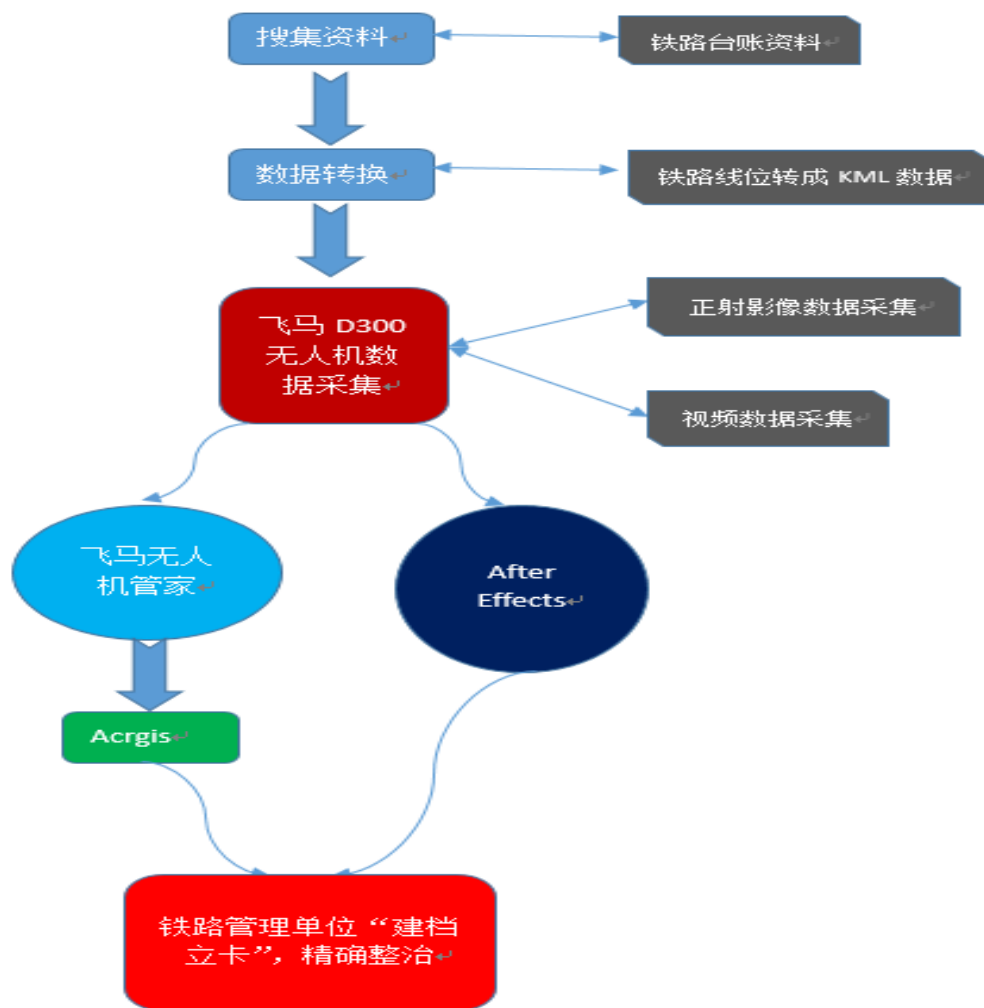 搜集资料
铁路台账资料
数据转换
铁路线位转成 KML 数据
飞马 D300
无人机数
据采集
正射影像数据采集
视频数据采集
飞马无人
机管家
After
Effects
Acrgis
铁路管理单位“建档
立卡”，精确整治